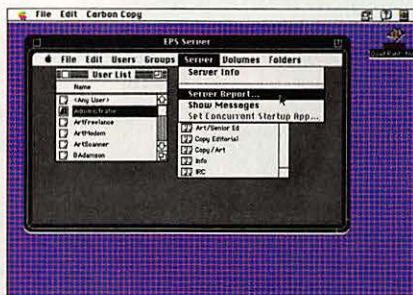 File Edit Carbon Copy
EPS Server
File Edit Users Groups Server Volumes Folders
User List
Name
<Any User>
Administrator
ArtFreelance
ArtModem
ArtScanner
BAdamson
Server Info
Server Report...
Show Messages
Set Concurrent Startup App...
Art/Senior Ed
Copy Editorial
Copy/Art
Info
IRC